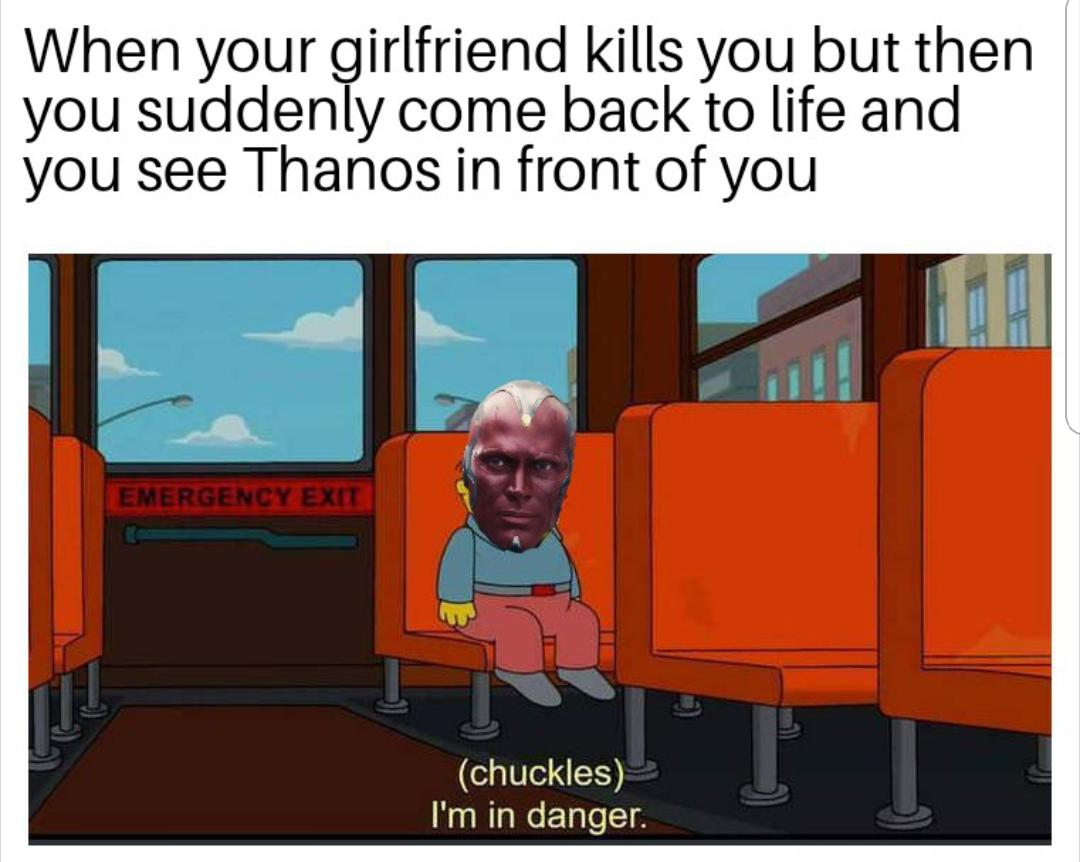 When your girlfriend kills you but then
you suddenly come back to life and
you see Thanos in front of you
EMERGENCY EXIT
(chuckles)
I'm in danger.